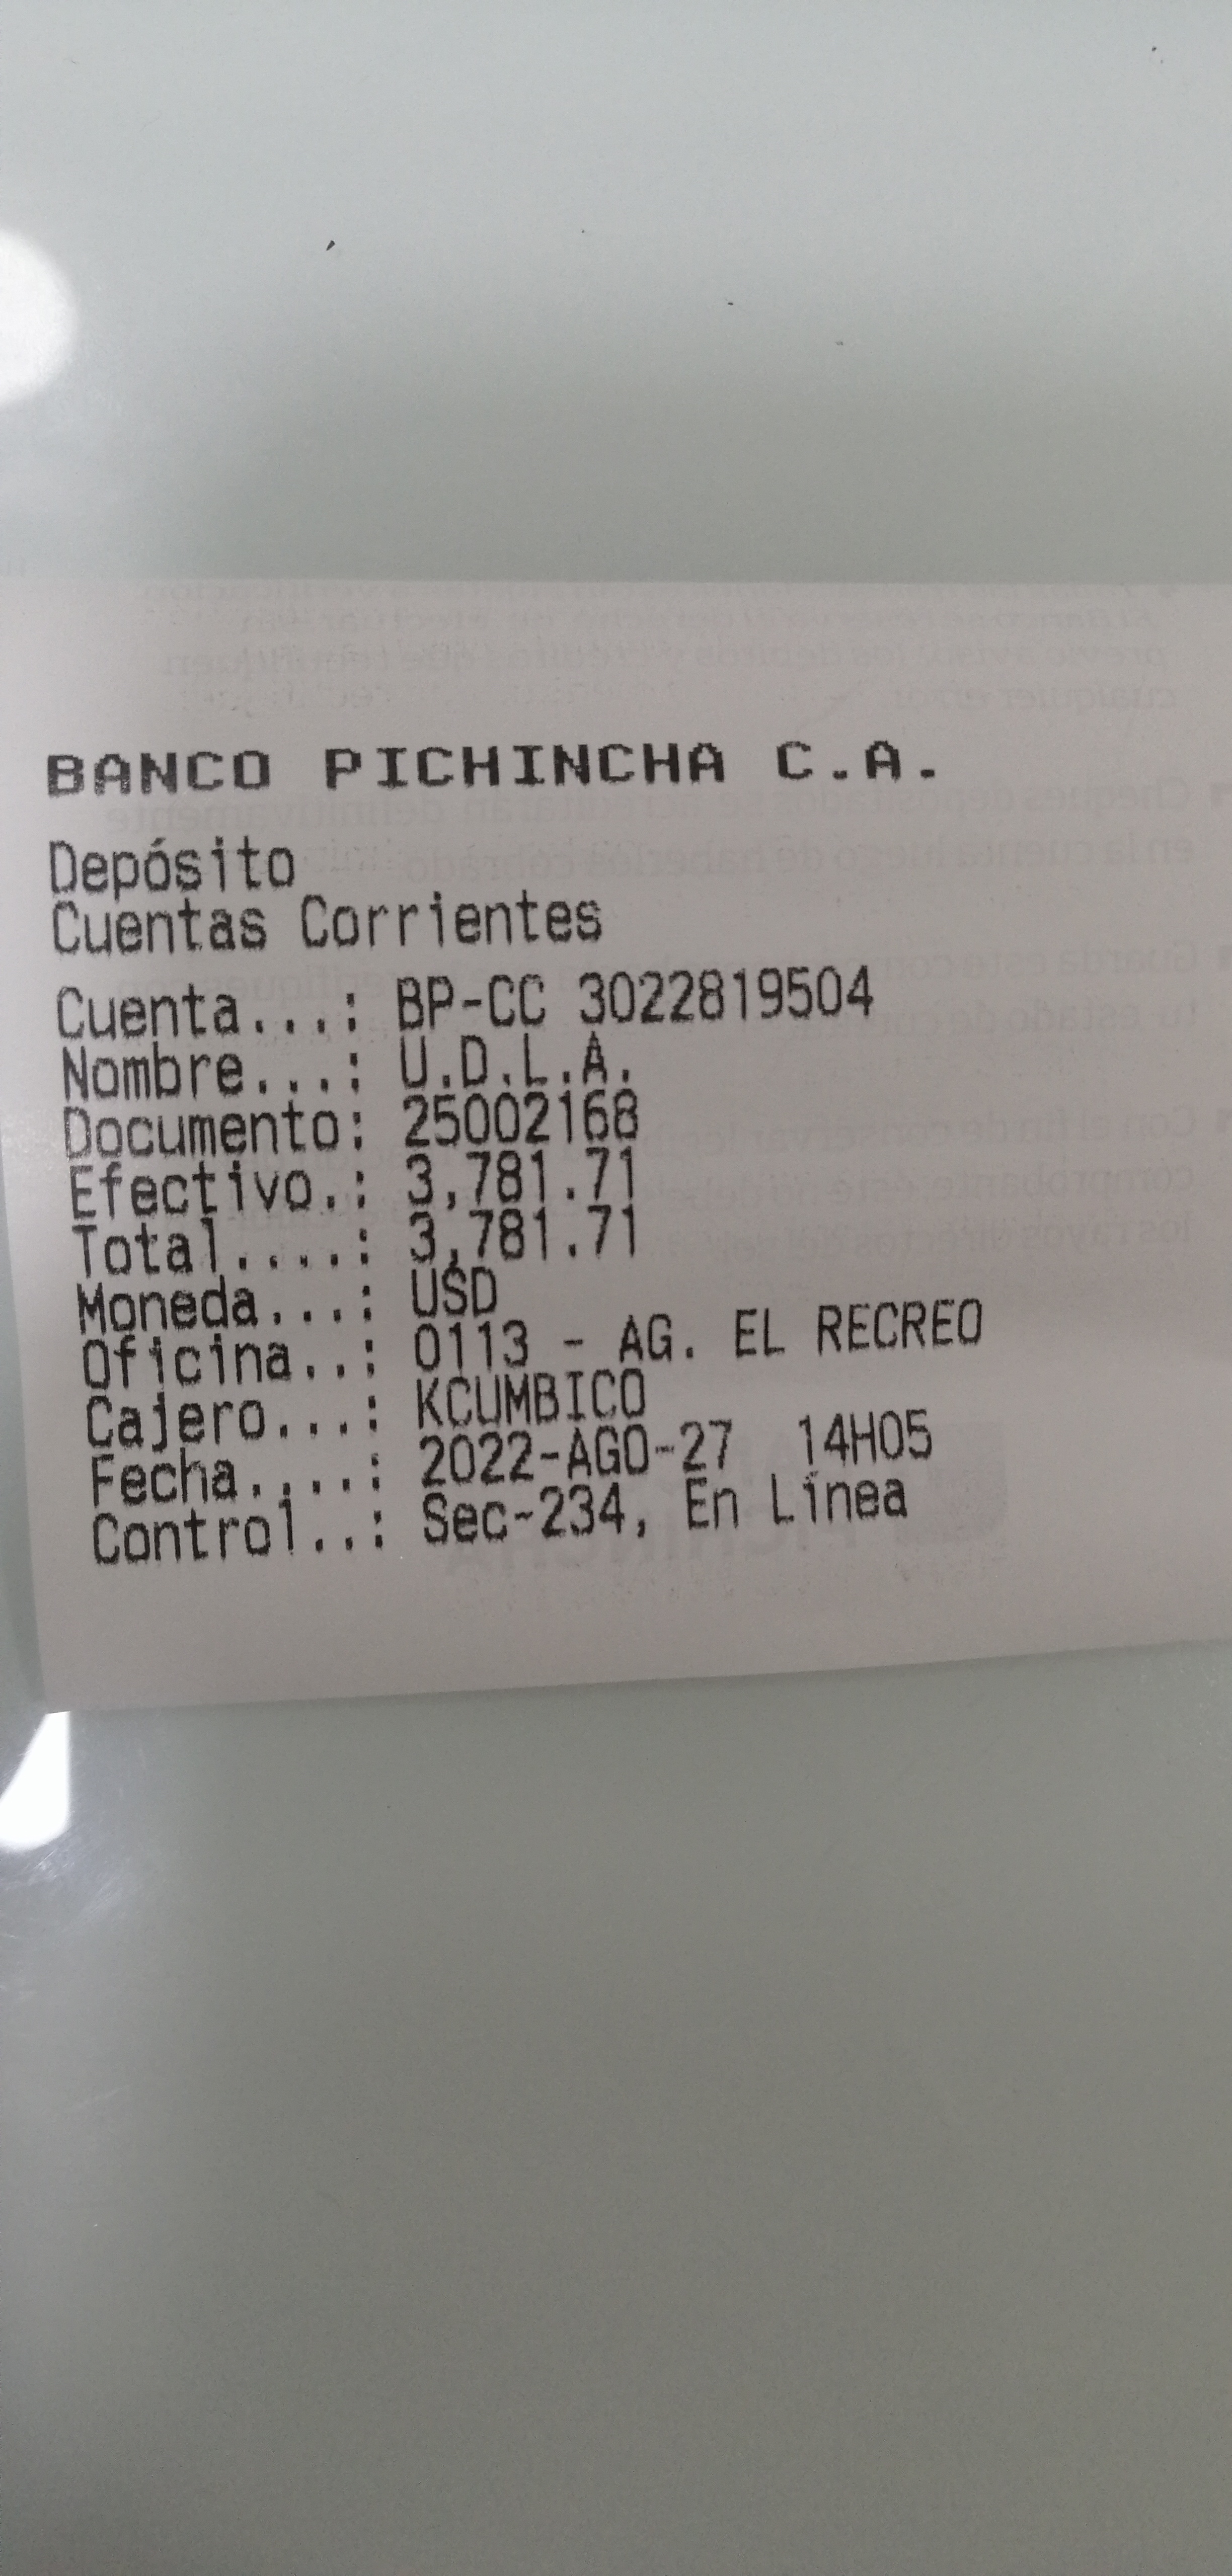 BANCO PICHINCHA C.A.
Depósito
Cuentas Corrientes
Cuenta...: BP-CC 3022819504
Nombre...: U.D.L.A.
Documento: 25002168
Efectivo.: 3,781.71
Total....: 3,781.71
Moneda...: USD
Oficina..: 0113 - AG. EL RECREO
Cajero...: KCUMBICO
Fecha....: 2022-AGO-27 14H05
Control..: Sec-234, En Línea